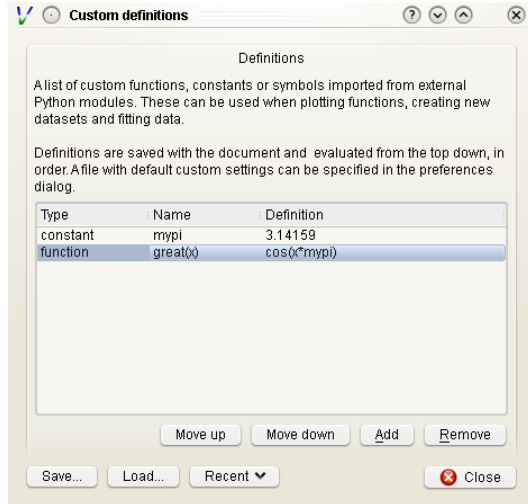 Custom definitions
Definitions
A list of custom functions, constants or symbols imported from external
Python modules. These can be used when plotting functions, creating new
datasets and fitting data.
Definitions are saved with the document and evaluated from the top down, in
order. A file with default custom settings can be specified in the preferences
dialog.
Type Name Definition
constant mypi 3.14159
function great(x) cos(x*mypi)
Move up Move down Add Remove
Save... Load... Recent Close